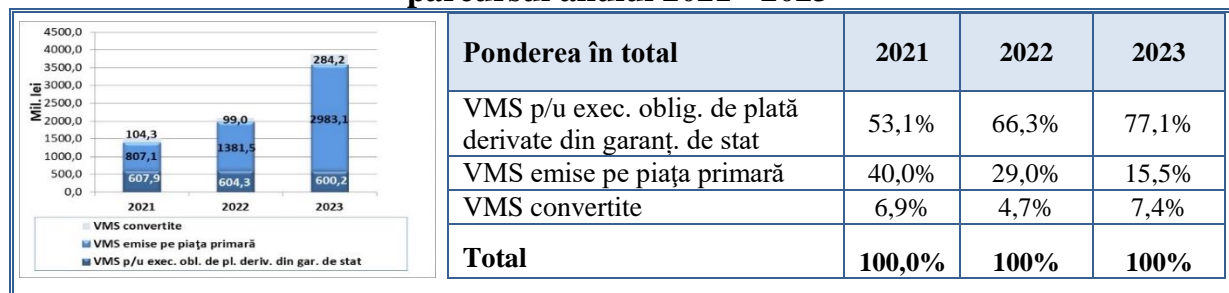 parcursul anului 2021 - 2023
4500,0
4000,0
3500,0
3000,0
2500,0
2000,0
1500,0
1000,0
500,0
0,0
Mil. lei
104,3
807,1
607,9
99,0
1381,5
604,3
284,2
2983,1
600,2
2021 2022 2023
VMS convertite
VMS emise pe piaţa primară
VMS p/u exec. obl. de pl. deriv. din gar. de stat
Ponderea în total 2021 2022 2023
VMS p/u exec. oblig. de plată
derivate din garanț. de stat 53,1% 66,3% 77,1%
VMS emise pe piaţa primară 40,0% 29,0% 15,5%
VMS convertite 6,9% 4,7% 7,4%
Total 100,0% 100% 100%